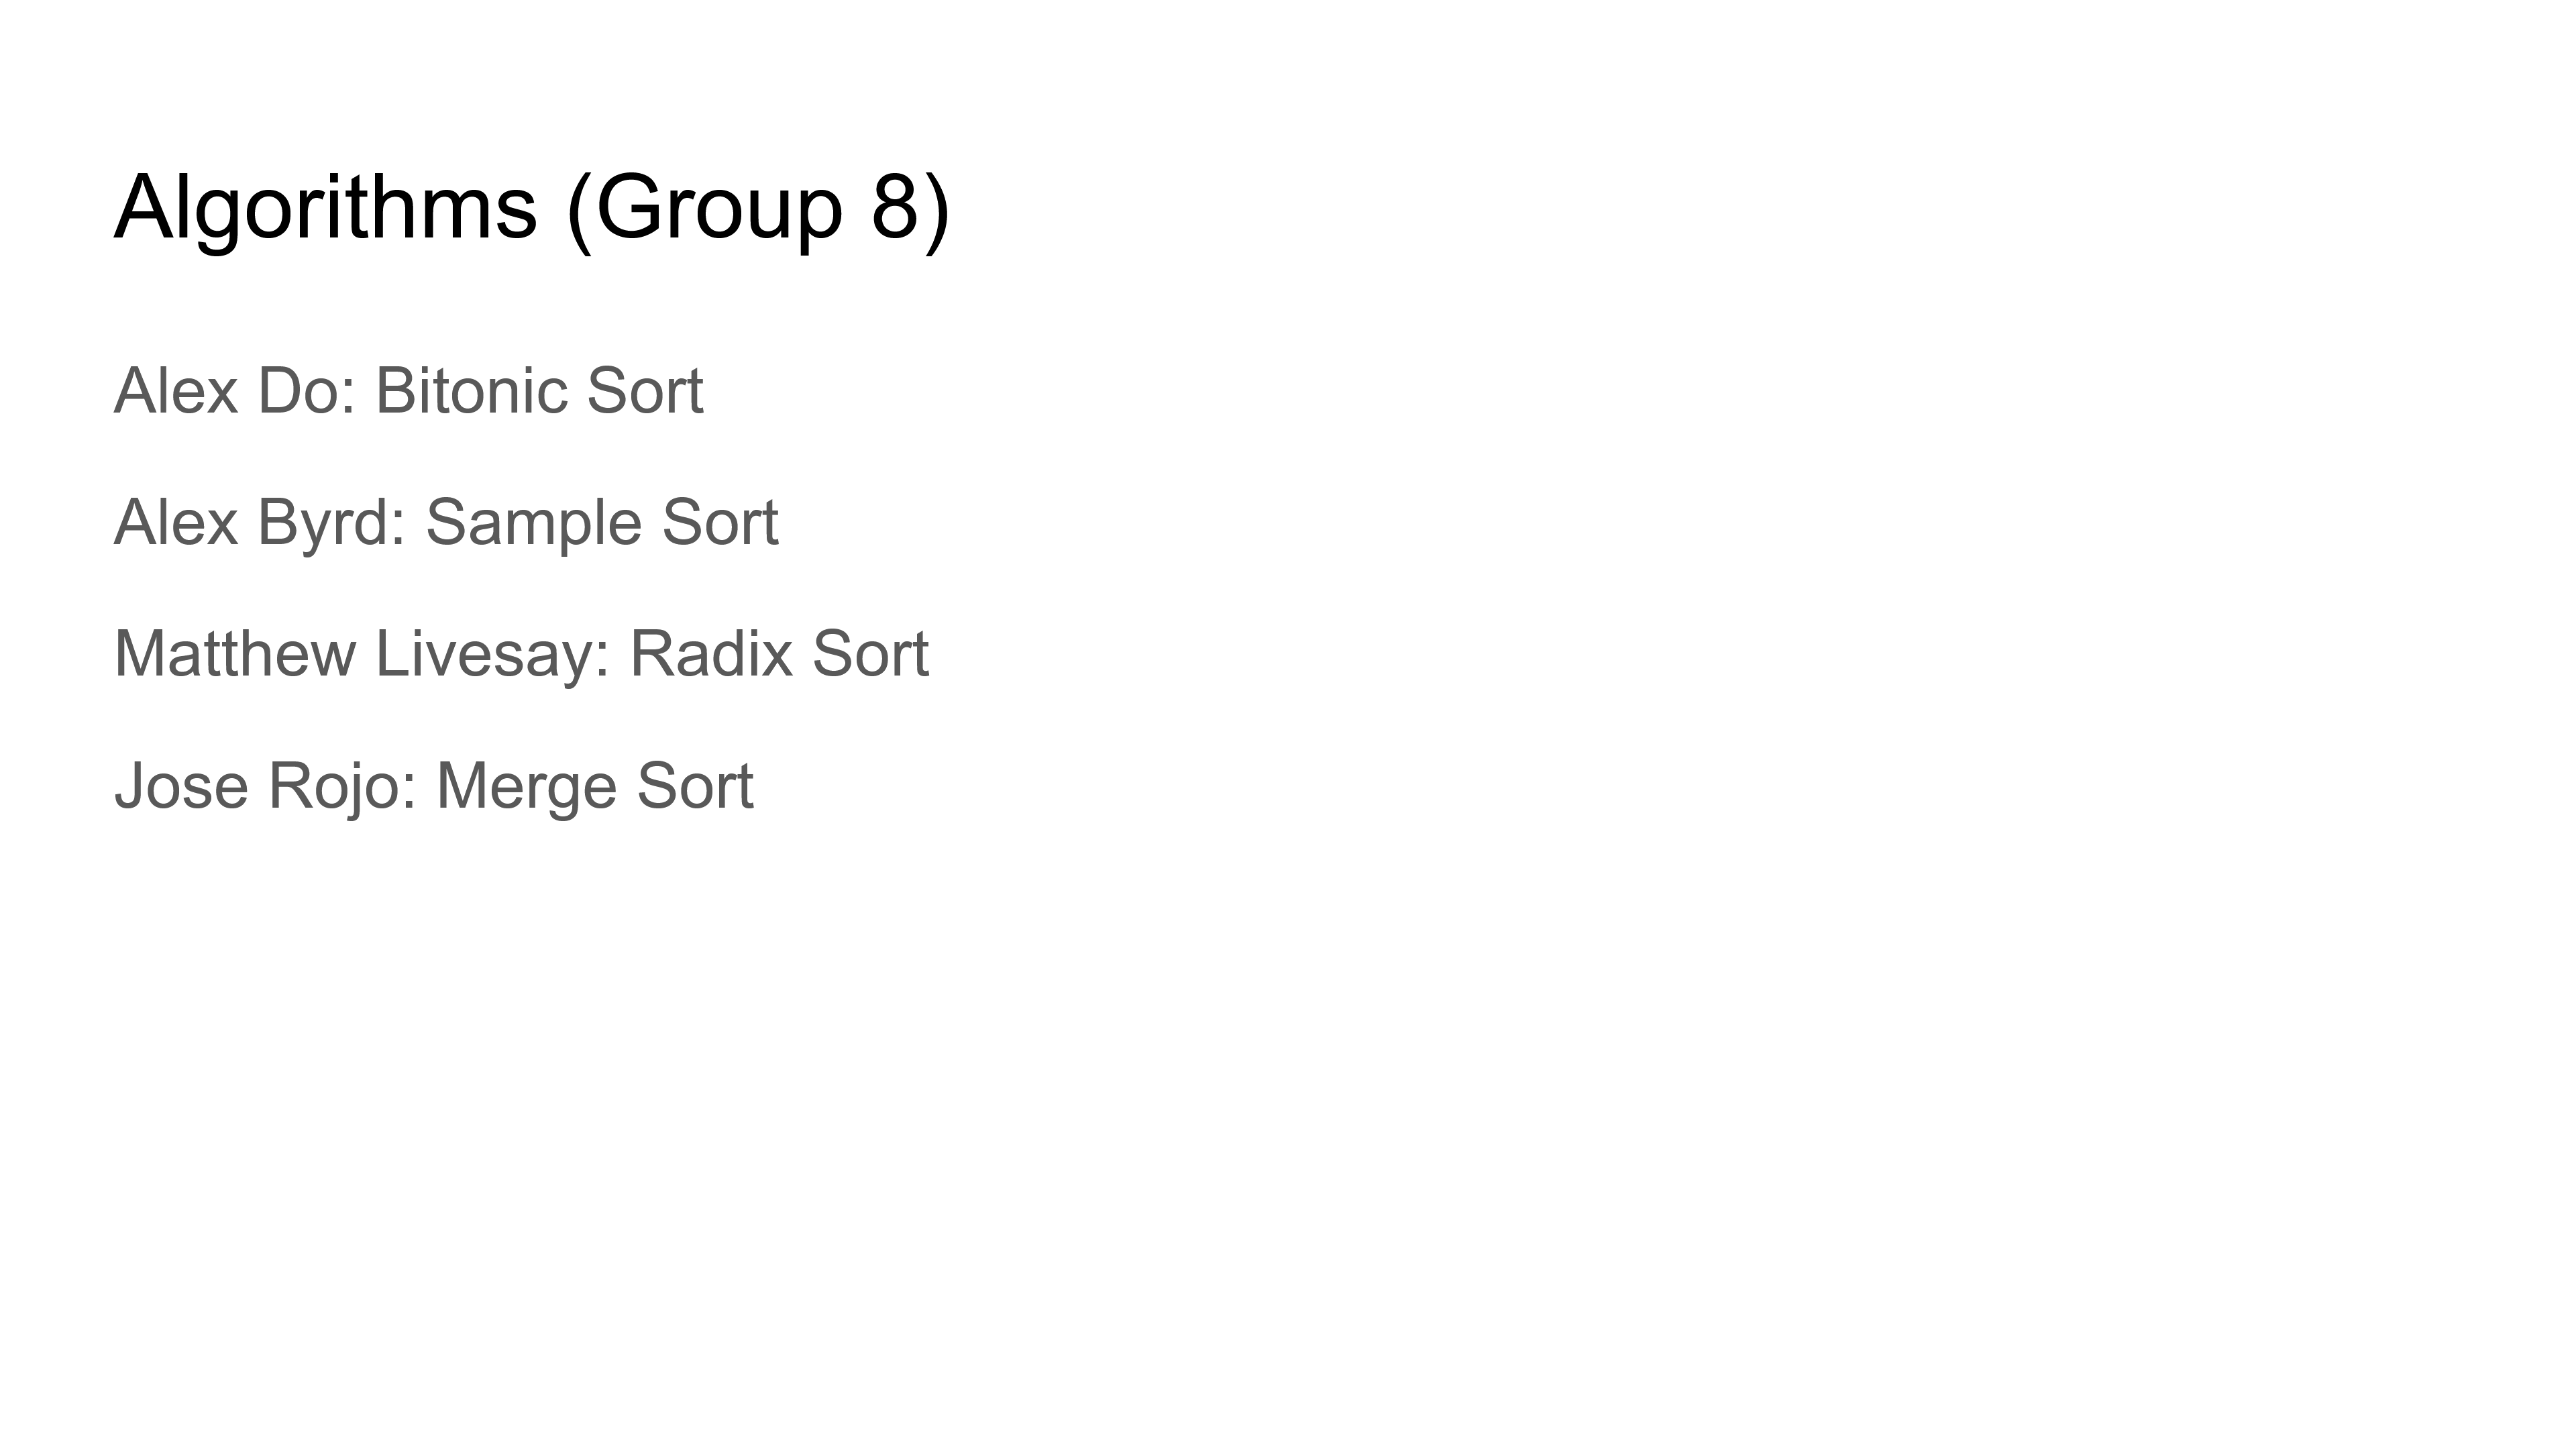 Algorithms (Group 8)
Alex Do: Bitonic Sort
Alex Byrd: Sample Sort
Matthew Livesay: Radix Sort
Jose Rojo: Merge Sort